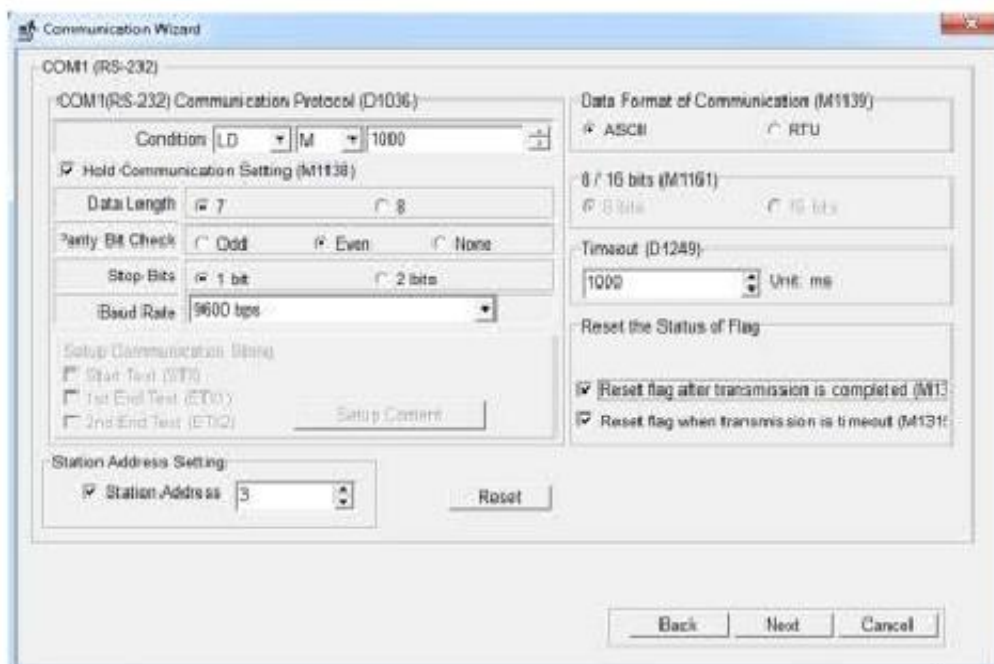 Communication Wizard
COM1 (RS-232)
COM1(RS-232) Communication Protocol (D1036)
Condition LD M 1000
Hold Communication Setting (M1138)
Data Length 7 8
Parity Bit Check Odd Even None
Stop Bits 1 bit 2 bits
Baud Rate 9600 bps
Setup Communication String
Start Text (STX)
1st End Text (ETX1)
2nd End Text (ETX2)
Setup Content
Station Address Setting
Station Address 3
Reset
Data Format of Communication (M1139)
ASCII RTU
8 / 16 bits (M1161)
8 bits 16 bits
Timeout (D1249)
1000 Unit: ms
Reset the Status of Flag
Reset flag after transmission is completed (M13
Reset flag when transmission is timeout (M1319
Back Next Cancel